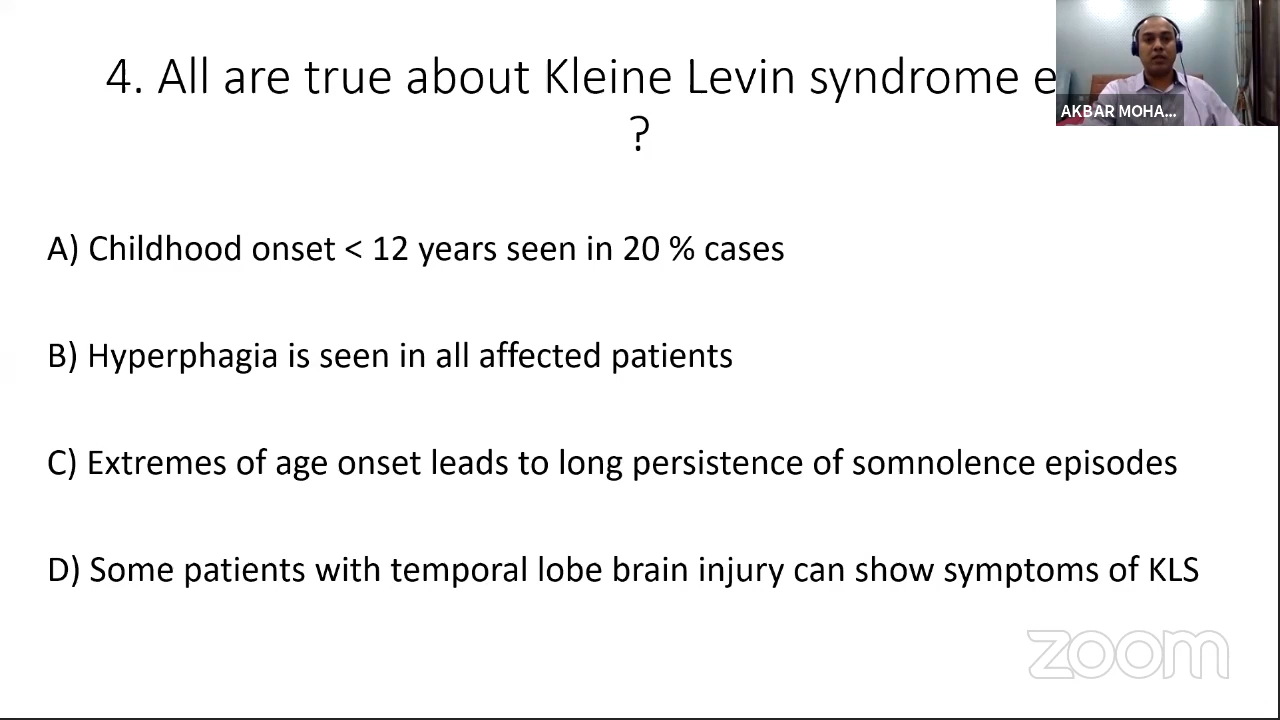 4. All are true about Kleine Levin syndrome e
?
AKBAR MOHA...
A) Childhood onset < 12 years seen in 20 % cases
B) Hyperphagia is seen in all affected patients
C) Extremes of age onset leads to long persistence of somnolence episodes
D) Some patients with temporal lobe brain injury can show symptoms of KLS
zoom